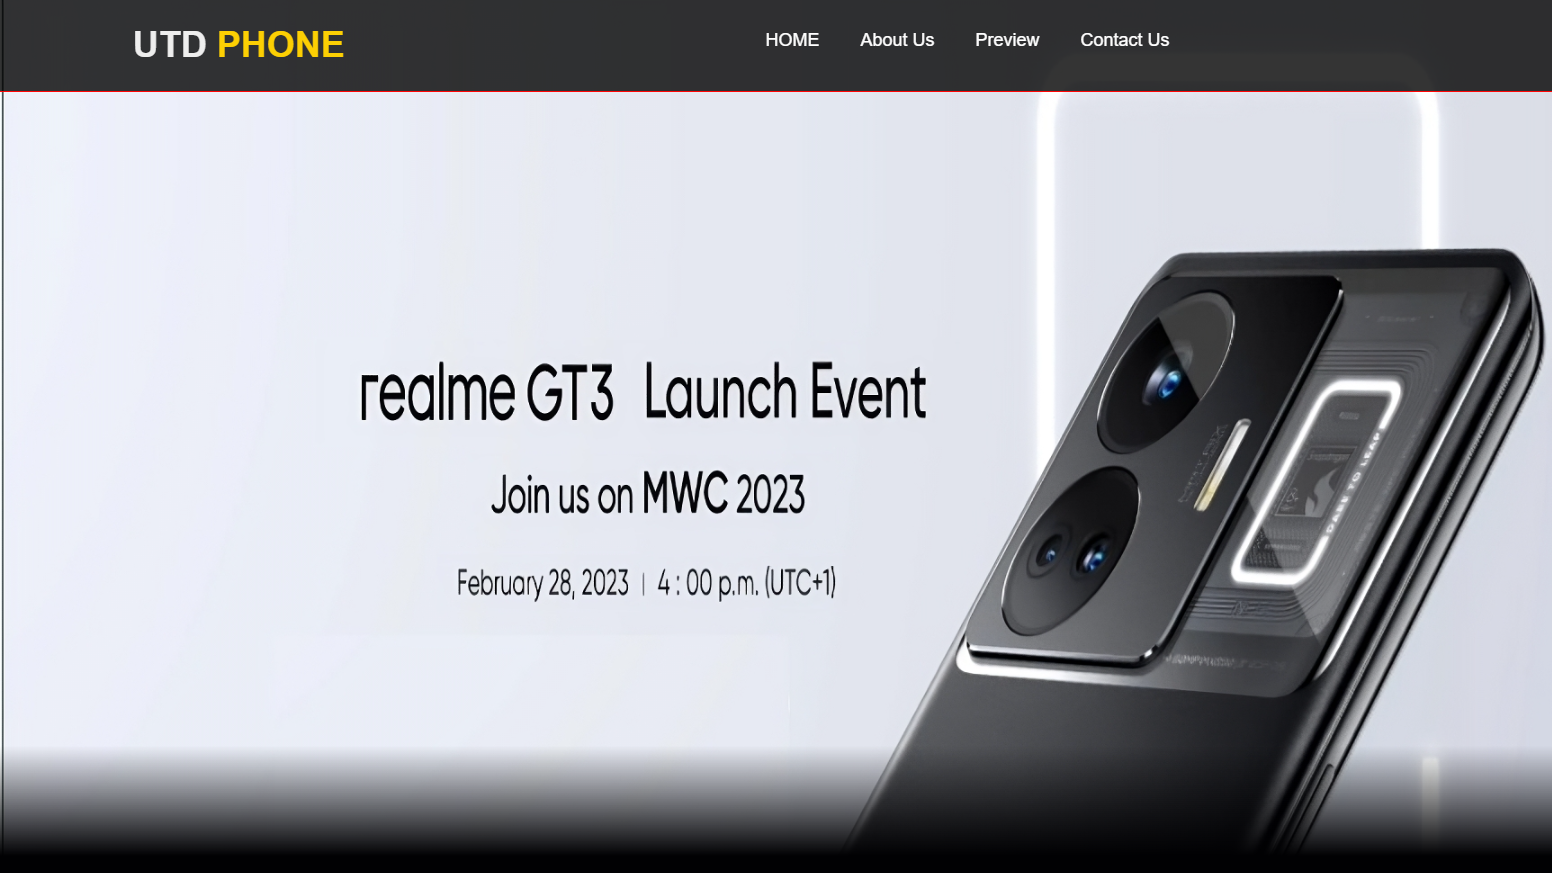 UTD PHONE
HOME About Us Preview Contact Us
realme GT3 Launch Event
Join us on MWC 2023
February 28, 2023 | 4 : 00 p.m. (UTC+1)
DARE TO LEAP
snapdragon